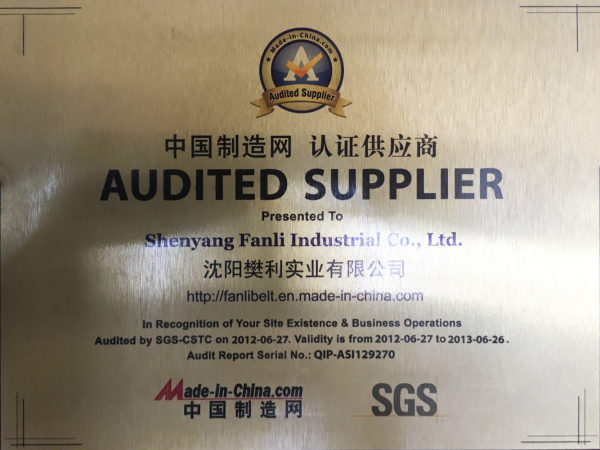 Made-in-China.com
A
Audited Supplier
中国制造网 认证供应商
AUDITED SUPPLIER
Presented To
Shenyang Fanli Industrial Co., Ltd.
沈阳樊利实业有限公司
http://fanlibelt.en.made-in-china.com
In Recognition of Your Site Existence & Business Operations
Audited by SGS-CSTC on 2012-06-27. Validity is from 2012-06-27 to 2013-06-26.
Audit Report Serial No.: QIP-ASI129270
Made-in-China.com
中国制造网
SGS